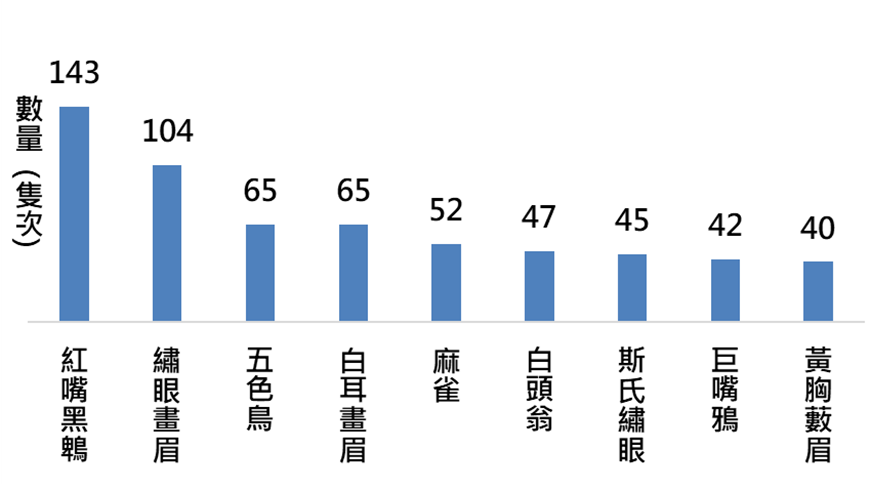 數量(隻次)
143
104
65
65
52
47
45
42
40
紅嘴黑鵯
繡眼畫眉
五色鳥
白耳畫眉
麻雀
白頭翁
斯氏繡眼
巨嘴鴉
黃胸藪眉